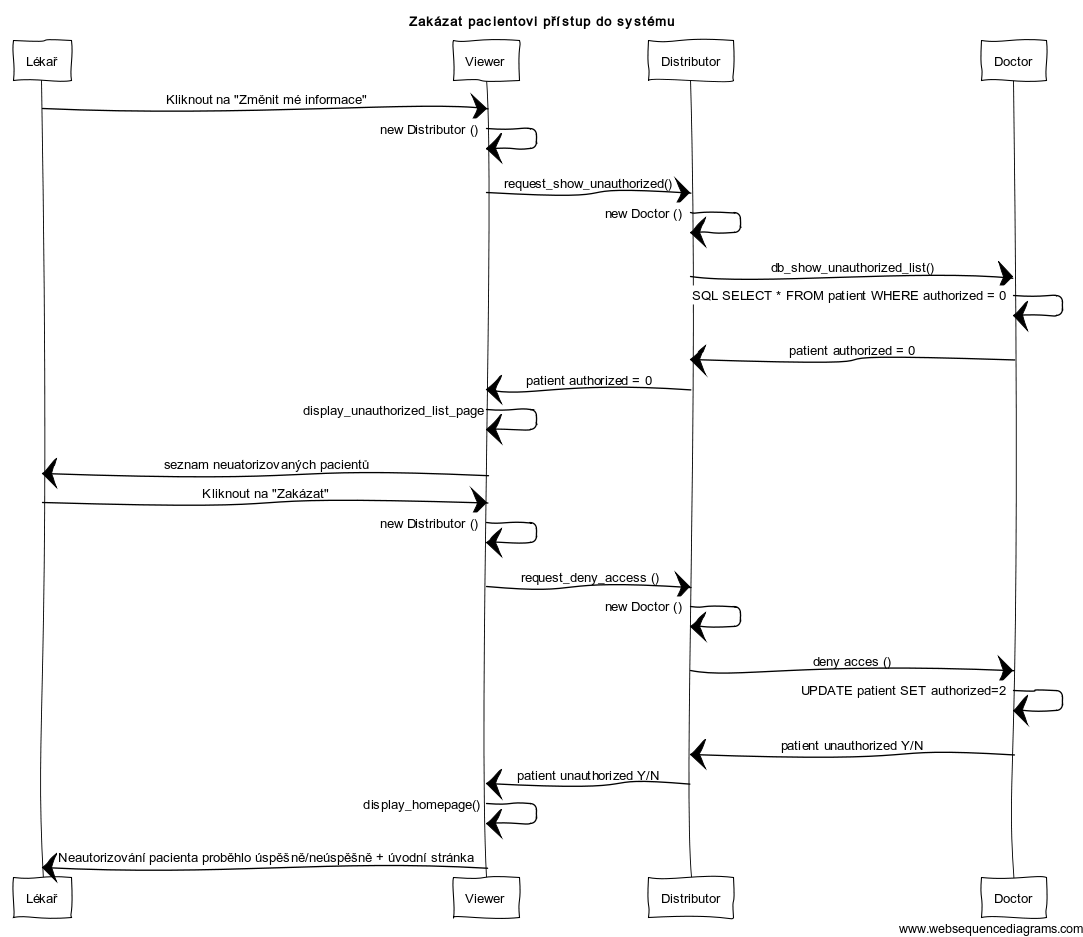 Zakázat pacientovi přístup do systému
Lékař
Viewer
Distributor
Doctor
Kliknout na "Změnit mé informace"
new Distributor ()
request_show_unauthorized()
new Doctor ()
db_show_unauthorized_list()
SQL SELECT * FROM patient WHERE authorized = 0
patient authorized = 0
patient authorized = 0
display_unauthorized_list_page
seznam neuatorizovaných pacientů
Kliknout na "Zakázat"
new Distributor ()
request_deny_access ()
new Doctor ()
deny acces ()
UPDATE patient SET authorized=2
patient unauthorized Y/N
patient unauthorized Y/N
display_homepage()
Neautorizování pacienta proběhlo úspěšně/neúspěšně + úvodní stránka
Lékař
Viewer
Distributor
Doctor
www.websequencediagrams.com